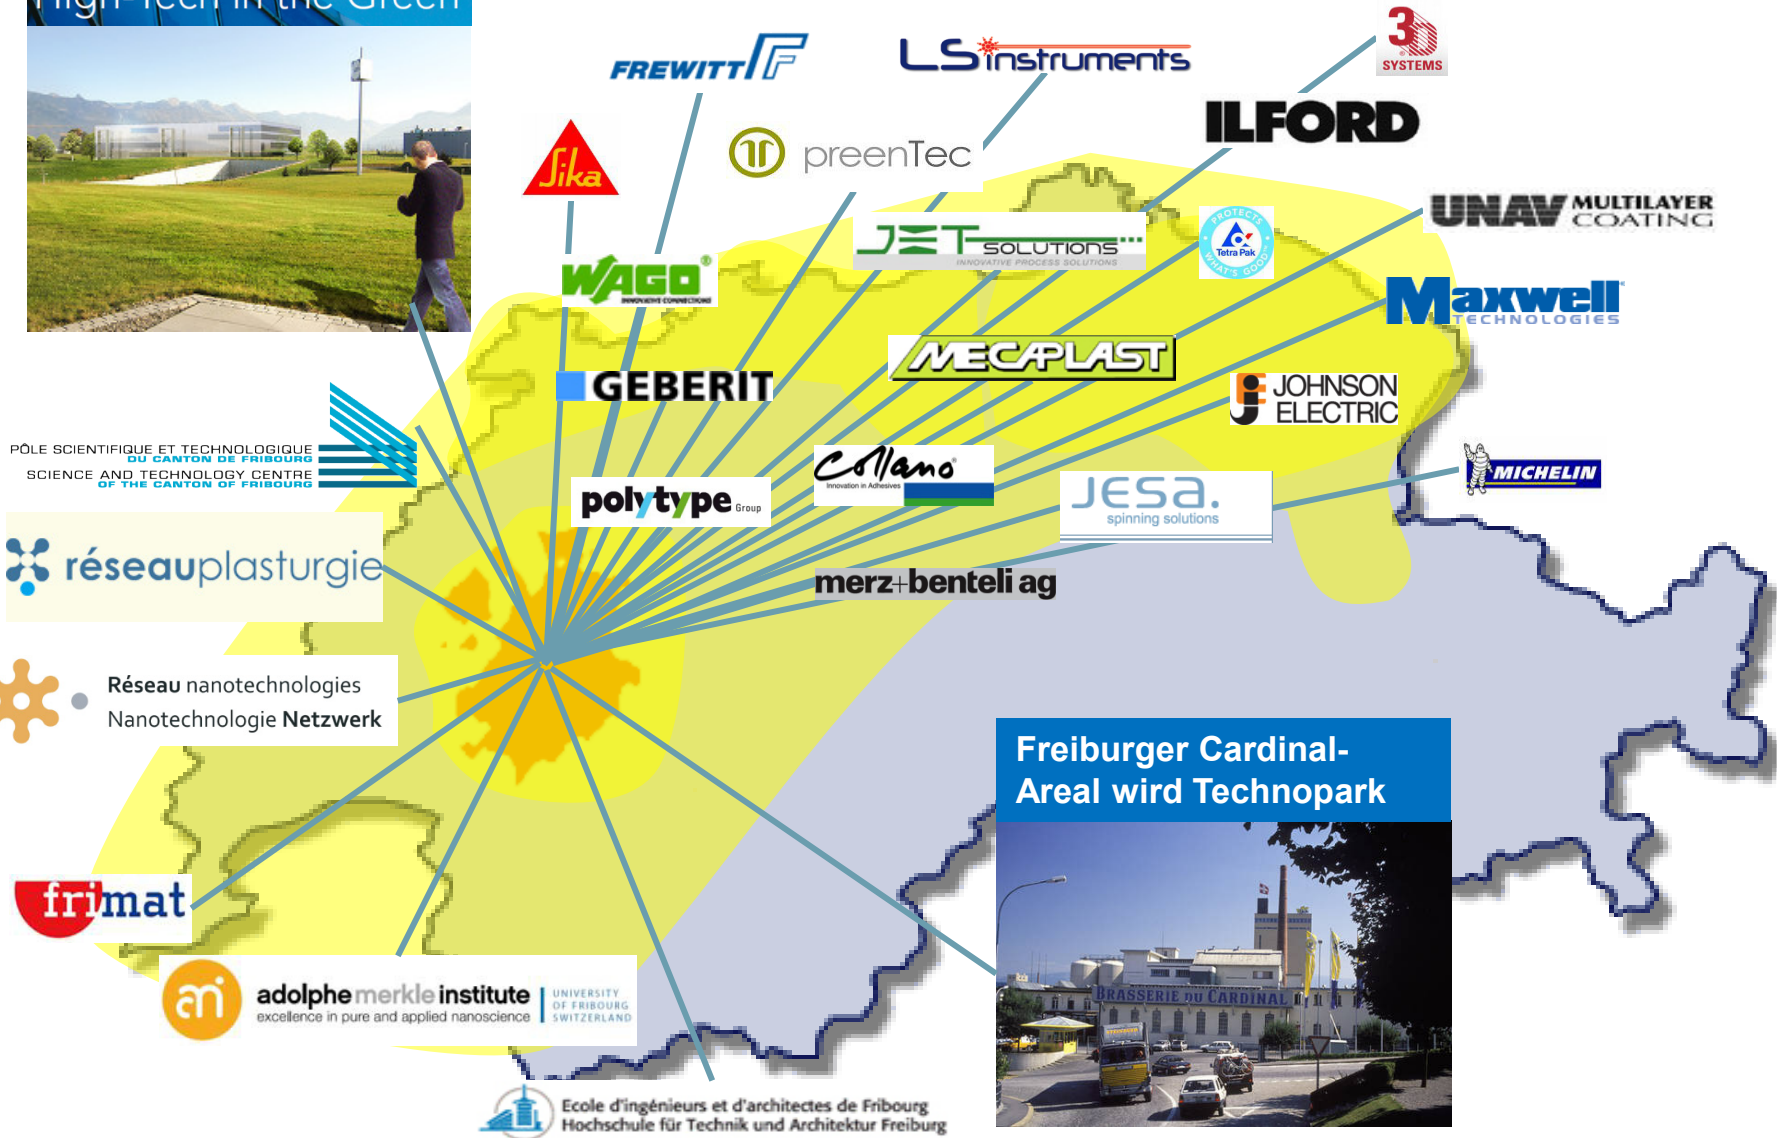 High-Tech in the Green
FREWITT
LS instruments
3D
SYSTEMS
ILFORD
Sika
preenTec
UNAV MULTILAYER
COATING
JET SOLUTIONS
INNOVATIVE PROCESS SOLUTIONS
PROTECTS
Tetra Pak
WHAT'S GOOD
WAGO®
INNOVATIVE CONNECTIONS
Maxwell
TECHNOLOGIES
MECAPLAST
GEBERIT
JOHNSON
ELECTRIC
PÔLE SCIENTIFIQUE ET TECHNOLOGIQUE
DU CANTON DE FRIBOURG
SCIENCE AND TECHNOLOGY CENTRE
OF THE CANTON OF FRIBOURG
Collano®
Innovation in Adhesives
MICHELIN
polytype Group
JESA.
spinning solutions
réseauplasturgie
merz+benteli ag
Réseau nanotechnologies
Nanotechnologie Netzwerk
Freiburger Cardinal-
Areal wird Technopark
frimat
BRASSERIE DU CARDINAL
ami
adolphe merkle institute
excellence in pure and applied nanoscience
UNIVERSITY
OF FRIBOURG
SWITZERLAND
Ecole d'ingénieurs et d'architectes de Fribourg
Hochschule für Technik und Architektur Freiburg